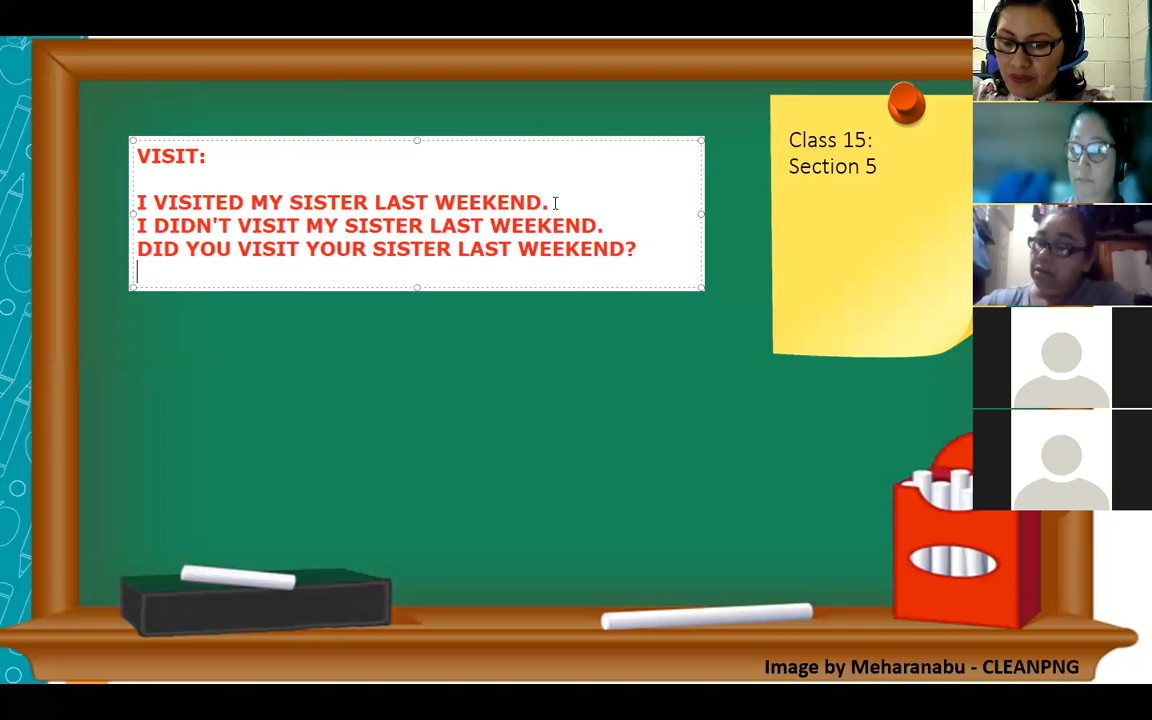 VISIT:
I VISITED MY SISTER LAST WEEKEND.
I DIDN'T VISIT MY SISTER LAST WEEKEND.
DID YOU VISIT YOUR SISTER LAST WEEKEND?
Class 15:
Section 5
Image by Meharanabu - CLEANPNG